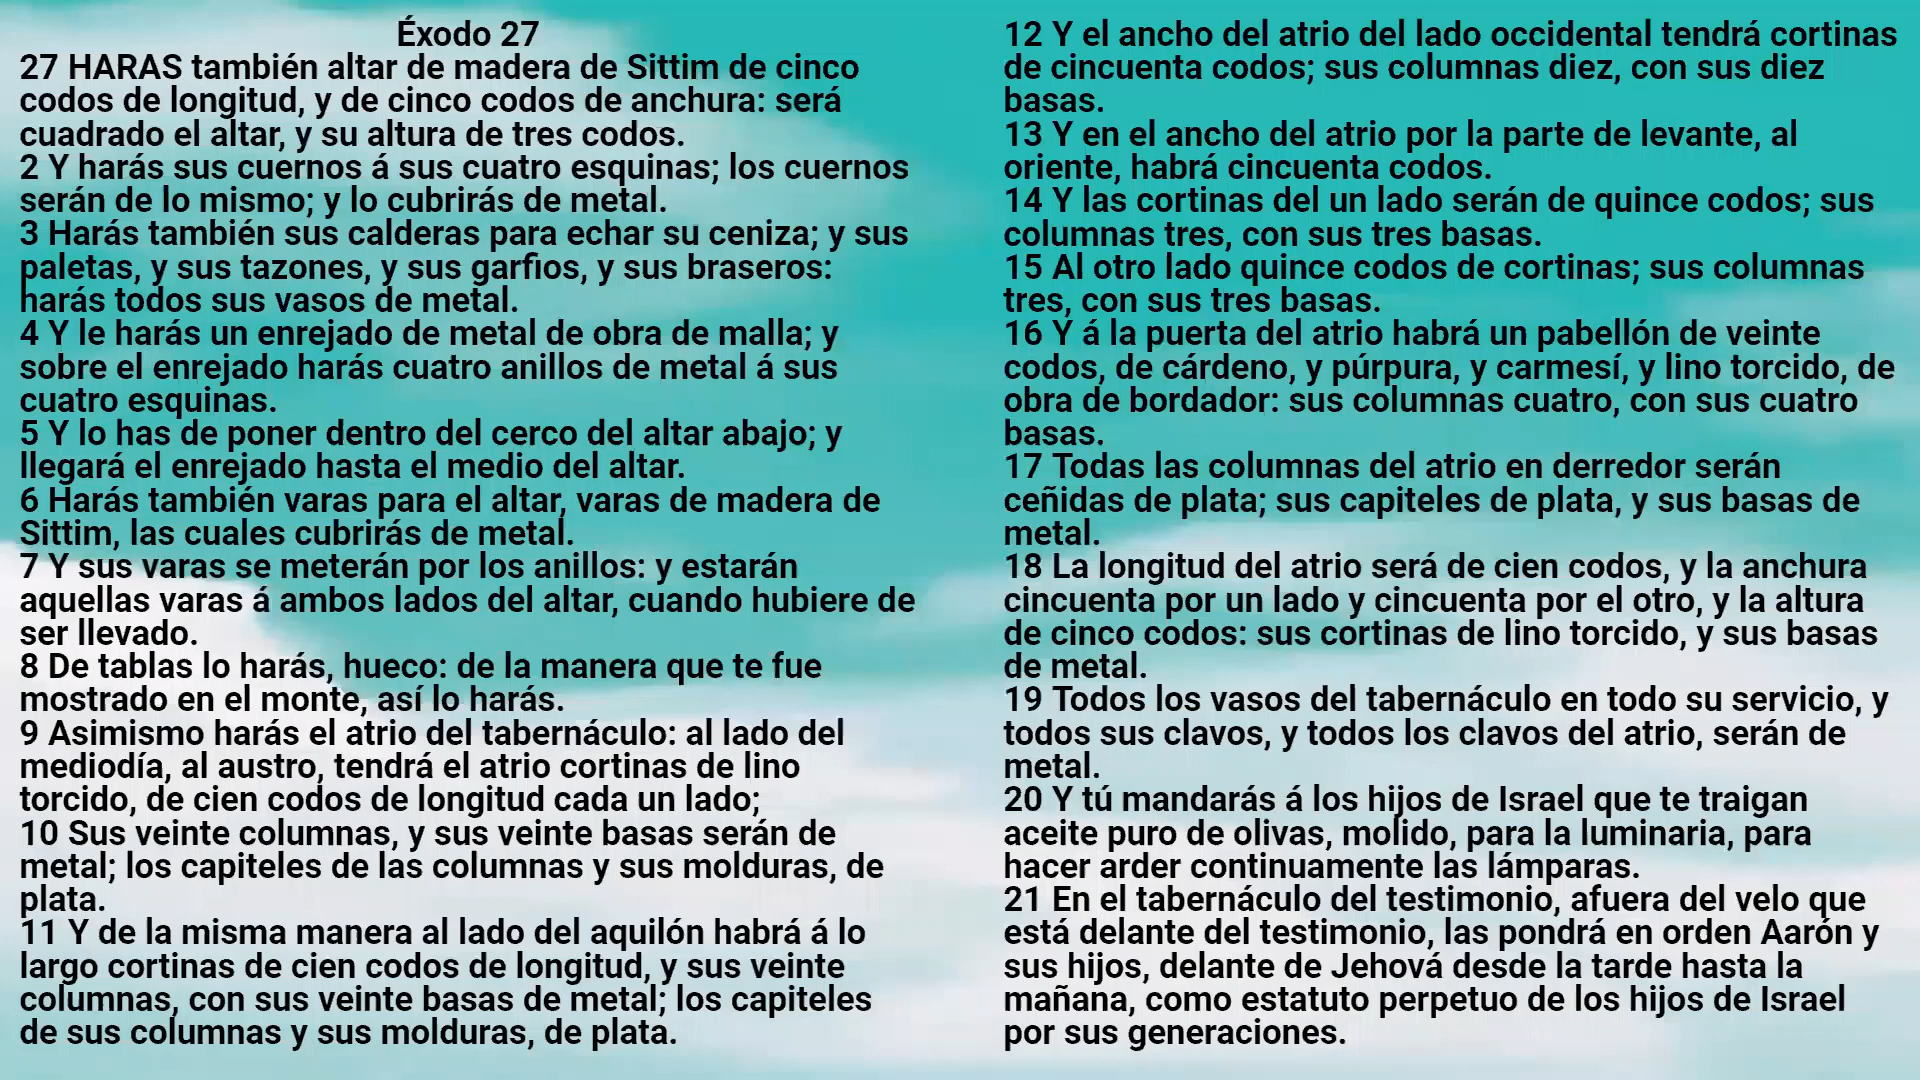 Éxodo 27
27 HARAS también altar de madera de Sittim de cinco
codos de longitud, y de cinco codos de anchura: será
cuadrado el altar, y su altura de tres codos.
2 Y harás sus cuernos á sus cuatro esquinas; los cuernos
serán de lo mismo; y lo cubrirás de metal.
3 Harás también sus calderas para echar su ceniza; y sus
paletas, y sus tazones, y sus garfios, y sus braseros:
harás todos sus vasos de metal.
4 Y le harás un enrejado de metal de obra de malla; y
sobre el enrejado harás cuatro anillos de metal á sus
cuatro esquinas.
5 Y lo has de poner dentro del cerco del altar abajo; y
llegará el enrejado hasta el medio del altar.
6 Harás también varas para el altar, varas de madera de
Sittim, las cuales cubrirás de metal.
7 Y sus varas se meterán por los anillos: y estarán
aquellas varas á ambos lados del altar, cuando hubiere de
ser llevado.
8 De tablas lo harás, hueco: de la manera que te fue
mostrado en el monte, así lo harás.
9 Asimismo harás el atrio del tabernáculo: al lado del
mediodía, al austro, tendrá el atrio cortinas de lino
torcido, de cien codos de longitud cada un lado;
10 Sus veinte columnas, y sus veinte basas serán de
metal; los capiteles de las columnas y sus molduras, de
plata.
11 Y de la misma manera al lado del aquilón habrá á lo
largo cortinas de cien codos de longitud, y sus veinte
columnas, con sus veinte basas de metal; los capiteles
de sus columnas y sus molduras, de plata.
12 Y el ancho del atrio del lado occidental tendrá cortinas
de cincuenta codos; sus columnas diez, con sus diez
basas.
13 Y en el ancho del atrio por la parte de levante, al
oriente, habrá cincuenta codos.
14 Y las cortinas del un lado serán de quince codos; sus
columnas tres, con sus tres basas.
15 Al otro lado quince codos de cortinas; sus columnas
tres, con sus tres basas.
16 Y á la puerta del atrio habrá un pabellón de veinte
codos, de cárdeno, y púrpura, y carmesí, y lino torcido, de
obra de bordador: sus columnas cuatro, con sus cuatro
basas.
17 Todas las columnas del atrio en derredor serán
ceñidas de plata; sus capiteles de plata, y sus basas de
metal.
18 La longitud del atrio será de cien codos, y la anchura
cincuenta por un lado y cincuenta por el otro, y la altura
de cinco codos: sus cortinas de lino torcido, y sus basas
de metal.
19 Todos los vasos del tabernáculo en todo su servicio, y
todos sus clavos, y todos los clavos del atrio, serán de
metal.
20 Y tú mandarás á los hijos de Israel que te traigan
aceite puro de olivas, molido, para la luminaria, para
hacer arder continuamente las lámparas.
21 En el tabernáculo del testimonio, afuera del velo que
está delante del testimonio, las pondrá en orden Aarón y
sus hijos, delante de Jehová desde la tarde hasta la
mañana, como estatuto perpetuo de los hijos de Israel
por sus generaciones.